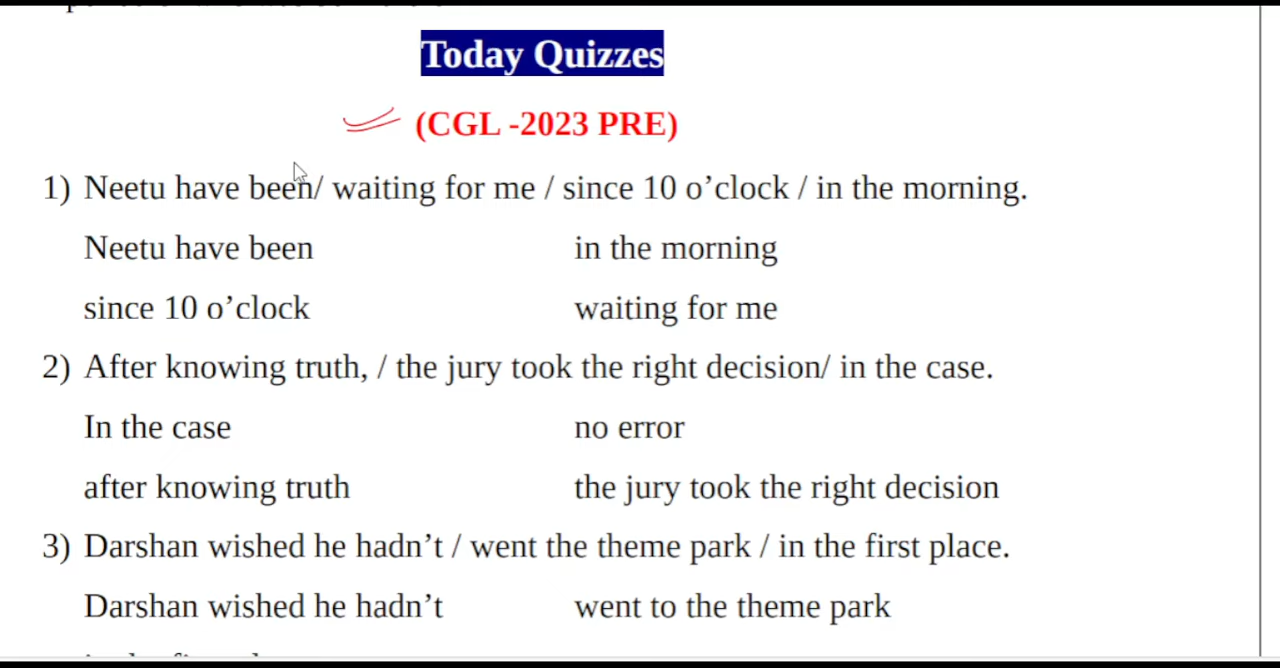 Today Quizzes
(CGL -2023 PRE)
1) Neetu have been/ waiting for me / since 10 o’clock / in the morning.
Neetu have been in the morning
since 10 o’clock waiting for me
2) After knowing truth, / the jury took the right decision/ in the case.
In the case no error
after knowing truth the jury took the right decision
3) Darshan wished he hadn’t / went the theme park / in the first place.
Darshan wished he hadn’t went to the theme park